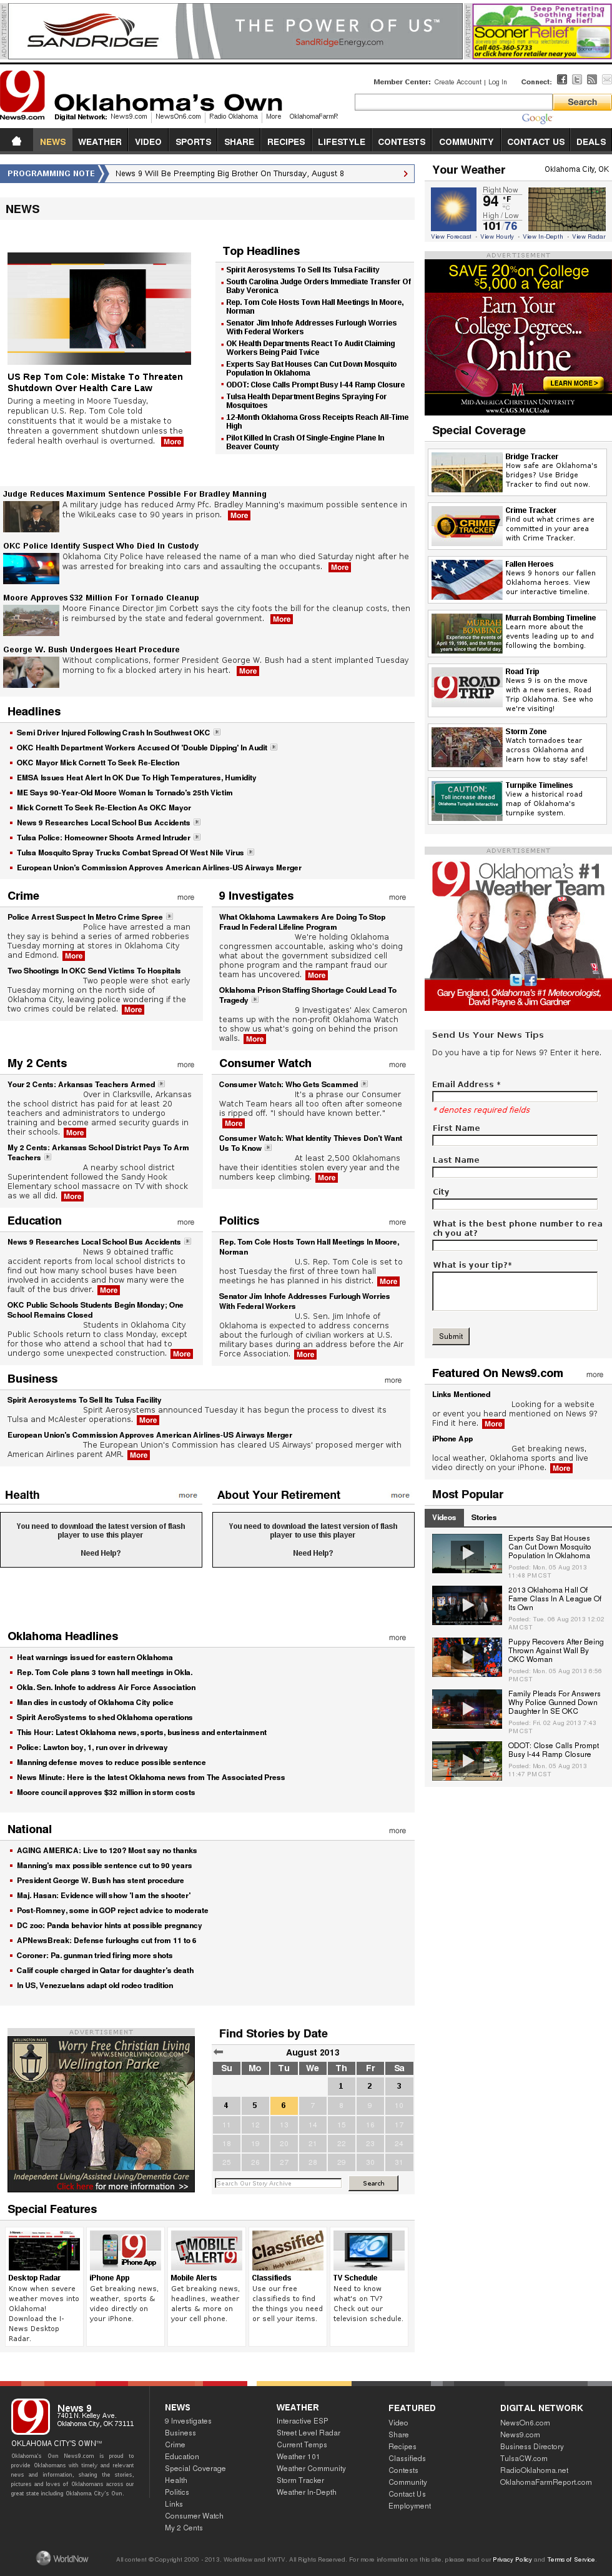 ADVERTISEMENT
SANDRIDGE
THE POWER OF US™
SandRidgeEnergy.com
ADVERTISEMENT
Deep Penetrating
Soothing Herbal
Pain Relief!
SoonerRelief
Call 405-360-5733
or click for retailer near you!
9
News9.com
Oklahoma's Own
Digital Network: News9.com | NewsOn6.com | Radio Oklahoma | More OklahomaFarmR
Member Center: Create Account | Log In Connect:
Search
Google
NEWS WEATHER VIDEO SPORTS SHARE RECIPES LIFESTYLE CONTESTS COMMUNITY CONTACT US DEALS
PROGRAMMING NOTE News 9 Will Be Preempting Big Brother On Thursday, August 8
NEWS
US Rep Tom Cole: Mistake To Threaten
Shutdown Over Health Care Law
During a meeting in Moore Tuesday,
republican U.S. Rep. Tom Cole told
constituents that it would be a mistake to
threaten a government shutdown unless the
federal health overhaul is overturned. More
Top Headlines
Spirit Aerosystems To Sell Its Tulsa Facility
South Carolina Judge Orders Immediate Transfer Of
Baby Veronica
Rep. Tom Cole Hosts Town Hall Meetings In Moore,
Norman
Senator Jim Inhofe Addresses Furlough Worries
With Federal Workers
OK Health Departments React To Audit Claiming
Workers Being Paid Twice
Experts Say Bat Houses Can Cut Down Mosquito
Population In Oklahoma
ODOT: Close Calls Prompt Busy I-44 Ramp Closure
Tulsa Health Department Begins Spraying For
Mosquitoes
12-Month Oklahoma Gross Receipts Reach All-Time
High
Pilot Killed In Crash Of Single-Engine Plane In
Beaver County
Judge Reduces Maximum Sentence Possible For Bradley Manning
A military judge has reduced Army Pfc. Bradley Manning's maximum possible sentence in
the WikiLeaks case to 90 years in prison. More
OKC Police Identify Suspect Who Died In Custody
Oklahoma City Police have released the name of a man who died Saturday night after he
was arrested for breaking into cars and assaulting the occupants. More
Moore Approves $32 Million For Tornado Cleanup
Moore Finance Director Jim Corbett says the city foots the bill for the cleanup costs, then
is reimbursed by the state and federal government. More
George W. Bush Undergoes Heart Procedure
Without complications, former President George W. Bush had a stent implanted Tuesday
morning to fix a blocked artery in his heart. More
Headlines
Semi Driver Injured Following Crash In Southwest OKC
OKC Health Department Workers Accused Of 'Double Dipping' In Audit
OKC Mayor Mick Cornett To Seek Re-Election
EMSA Issues Heat Alert In OK Due To High Temperatures, Humidity
ME Says 90-Year-Old Moore Woman Is Tornado's 25th Victim
Mick Cornett To Seek Re-Election As OKC Mayor
News 9 Researches Local School Bus Accidents
Tulsa Police: Homeowner Shoots Armed Intruder
Tulsa Mosquito Spray Trucks Combat Spread Of West Nile Virus
European Union's Commission Approves American Airlines-US Airways Merger
Crime more
Police Arrest Suspect In Metro Crime Spree
Police have arrested a man
they say is behind a series of armed robberies
Tuesday morning at stores in Oklahoma City
and Edmond. More
Two Shootings In OKC Send Victims To Hospitals
Two people were shot early
Tuesday morning on the north side of
Oklahoma City, leaving police wondering if the
two crimes could be related. More
9 Investigates more
What Oklahoma Lawmakers Are Doing To Stop
Fraud In Federal Lifeline Program
We're holding Oklahoma
congressmen accountable, asking who's doing
what about the government subsidized cell
phone program and the rampant fraud our
team has uncovered. More
Oklahoma Prison Staffing Shortage Could Lead To
Tragedy
9 Investigates' Alex Cameron
teams up with the non-profit Oklahoma Watch
to show us what's going on behind the prison
walls. More
My 2 Cents more
Your 2 Cents: Arkansas Teachers Armed
Over in Clarksville, Arkansas
the school district has paid for at least 20
teachers and administrators to undergo
training and become armed security guards in
their schools. More
My 2 Cents: Arkansas School District Pays To Arm
Teachers
A nearby school district
Superintendent followed the Sandy Hook
Elementary school massacre on TV with shock
as we all did. More
Consumer Watch more
Consumer Watch: Who Gets Scammed
It's a phrase our Consumer
Watch Team hears all too often after someone
is ripped off. "I should have known better."
More
Consumer Watch: What Identity Thieves Don't Want
Us To Know
At least 2,500 Oklahomans
have their identities stolen every year and the
numbers keep climbing. More
Education more
News 9 Researches Local School Bus Accidents
News 9 obtained traffic
accident reports from local school districts to
find out how many school buses have been
involved in accidents and how many were the
fault of the bus driver. More
OKC Public Schools Students Begin Monday; One
School Remains Closed
Students in Oklahoma City
Public Schools return to class Monday, except
for those who attend a school that had to
undergo some unexpected construction. More
Politics more
Rep. Tom Cole Hosts Town Hall Meetings In Moore,
Norman
U.S. Rep. Tom Cole is set to
host Tuesday the first of three town hall
meetings he has planned in his district. More
Senator Jim Inhofe Addresses Furlough Worries
With Federal Workers
U.S. Sen. Jim Inhofe of
Oklahoma is expected to address concerns
about the furlough of civilian workers at U.S.
military bases during an address before the Air
Force Association. More
Business more
Spirit Aerosystems To Sell Its Tulsa Facility
Spirit Aerosystems announced Tuesday it has begun the process to divest its
Tulsa and McAlester operations. More
European Union's Commission Approves American Airlines-US Airways Merger
The European Union's Commission has cleared US Airways' proposed merger with
American Airlines parent AMR. More
Health more
You need to download the latest version of flash
player to use this player
Need Help?
About Your Retirement more
You need to download the latest version of flash
player to use this player
Need Help?
Oklahoma Headlines more
Heat warnings issued for eastern Oklahoma
Rep. Tom Cole plans 3 town hall meetings in Okla.
Okla. Sen. Inhofe to address Air Force Association
Man dies in custody of Oklahoma City police
Spirit AeroSystems to shed Oklahoma operations
This Hour: Latest Oklahoma news, sports, business and entertainment
Police: Lawton boy, 1, run over in driveway
Manning defense moves to reduce possible sentence
News Minute: Here is the latest Oklahoma news from The Associated Press
Moore council approves $32 million in storm costs
National more
AGING AMERICA: Live to 120? Most say no thanks
Manning's max possible sentence cut to 90 years
President George W. Bush has stent procedure
Maj. Hasan: Evidence will show 'I am the shooter'
Post-Romney, some in GOP reject advice to moderate
DC zoo: Panda behavior hints at possible pregnancy
APNewsBreak: Defense furloughs cut from 11 to 6
Coroner: Pa. gunman tried firing more shots
Calif couple charged in Qatar for daughter's death
In US, Venezuelans adapt old rodeo tradition
ADVERTISEMENT
WELLINGTON PARKE
Worry Free Christian Living
WWW.SENIORLIVINGOKC.COM
Wellington Parke
Independent Living/Assisted Living/Dementia Care
Click here for more information >>
Find Stories by Date
August 2013
Su Mo Tu We Th Fr Sa
1 2 3
4 5 6 7 8 9 10
11 12 13 14 15 16 17
18 19 20 21 22 23 24
25 26 27 28 29 30 31
Search Our Story Archive Search
Special Features
Desktop Radar
Know when severe
weather moves into
Oklahoma!
Download the I-
News Desktop
Radar.
iPhone App
iPhone App
Get breaking news,
weather, sports &
video directly on
your iPhone.
MOBILE
ALERT
Mobile Alerts
Get breaking news,
headlines, weather
alerts & more on
your cell phone.
Classified
Help Wanted
Classifieds
Use our free
classifieds to find
the things you need
or sell your items.
TV Schedule
Need to know
what's on TV?
Check out our
television schedule.
Your Weather Oklahoma City, OK
Right Now
94 °F
°C
High / Low
101 76
View Forecast - View Hourly - View In-Depth - View Radar
ADVERTISEMENT
SAVE 20% on College
$5,000 a Year
Earn Your
College Degrees...
Online
LEARN MORE >
MID-AMERICA CHRISTIAN UNIVERSITY
WWW.CAGS.MACU.edu
Special Coverage
Bridge Tracker
How safe are Oklahoma's
bridges? Use Bridge
Tracker to find out now.
CRIME
TRACKER
Crime Tracker
Find out what crimes are
committed in your area
with Crime Tracker.
Fallen Heroes
News 9 honors our fallen
Oklahoma heroes. View
our interactive timeline.
MURRAH
BOMBING
Experience the events of
April 19, 1995, and the fifteen
years since that fateful day.
Murrah Bombing Timeline
Learn more about the
events leading up to and
following the bombing.
9 ROAD
TRIP
Road Trip
News 9 is on the move
with a new series, Road
Trip Oklahoma. See who
we're visiting!
Storm Zone
Watch tornadoes tear
across Oklahoma and
learn how to stay safe!
CAUTION:
Toll increase ahead
Oklahoma Turnpike Interactive
Turnpike Timelines
View a historical road
map of Oklahoma's
turnpike system.
ADVERTISEMENT
9 OKLAHOMA'S #1
Weather Team
Gary England, Oklahoma's #1 Meteorologist,
David Payne & Jim Gardner
Send Us Your News Tips
Do you have a tip for News 9? Enter it here.
Email Address *
* denotes required fields
First Name
Last Name
City
What is the best phone number to rea
ch you at?
What is your tip?*
Submit
Featured On News9.com more
Links Mentioned
Looking for a website
or event you heard mentioned on News 9?
Find it here. More
iPhone App
Get breaking news,
local weather, Oklahoma sports and live
video directly on your iPhone. More
Most Popular
Videos Stories
Experts Say Bat Houses
Can Cut Down Mosquito
Population In Oklahoma
Posted: Mon, 05 Aug 2013
11:48 PM CST
2013 Oklahoma Hall Of
Fame Class In A League Of
Its Own
Posted: Tue, 06 Aug 2013 12:02
AM CST
Puppy Recovers After Being
Thrown Against Wall By
OKC Woman
Posted: Mon, 05 Aug 2013 6:56
PM CST
Family Pleads For Answers
Why Police Gunned Down
Daughter In SE OKC
Posted: Fri, 02 Aug 2013 7:43
PM CST
ODOT: Close Calls Prompt
Busy I-44 Ramp Closure
Posted: Mon, 05 Aug 2013
11:47 PM CST
9
News 9
7401 N. Kelley Ave.
Oklahoma City, OK 73111
OKLAHOMA CITY'S OWN™
Oklahoma's Own News9.com is proud to
provide Oklahomans with timely and relevant
news and information, sharing the stories,
pictures and loves of Oklahomans across our
great state including Oklahoma City's Own.
NEWS
9 Investigates
Business
Crime
Education
Special Coverage
Health
Politics
Links
Consumer Watch
My 2 Cents
WEATHER
Interactive ESP
Street Level Radar
Current Temps
Weather 101
Weather Community
Storm Tracker
Weather In-Depth
FEATURED
Video
Share
Recipes
Classifieds
Contests
Community
Contact Us
Employment
DIGITAL NETWORK
NewsOn6.com
News9.com
Business Directory
TulsaCW.com
RadioOklahoma.net
OklahomaFarmReport.com
WorldNow
All content © Copyright 2000 - 2013, WorldNow and KWTV. All Rights Reserved. For more information on this site, please read our Privacy Policy and Terms of Service.